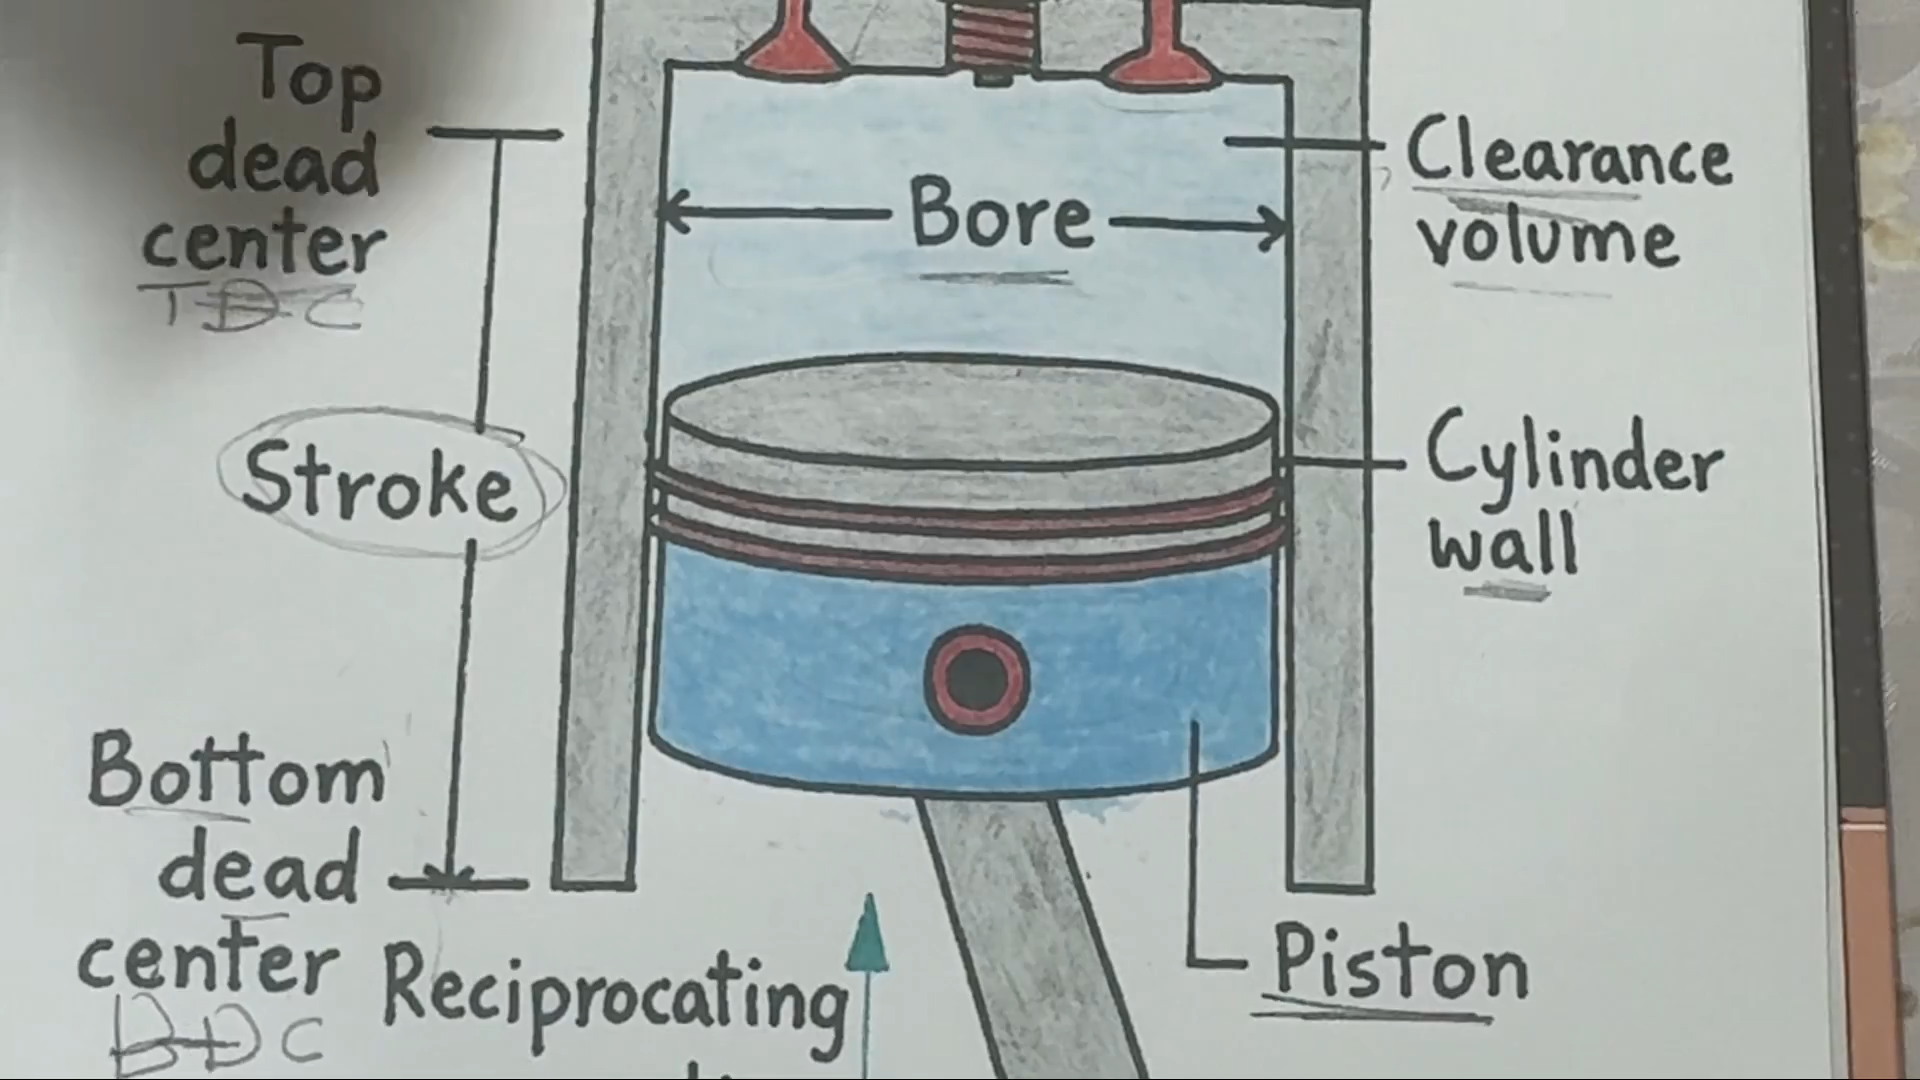 Top
dead
center
TDC
Bore
Clearance
volume
Stroke
Cylinder
wall
Bottom
dead
center
BDC
Reciprocating
Piston